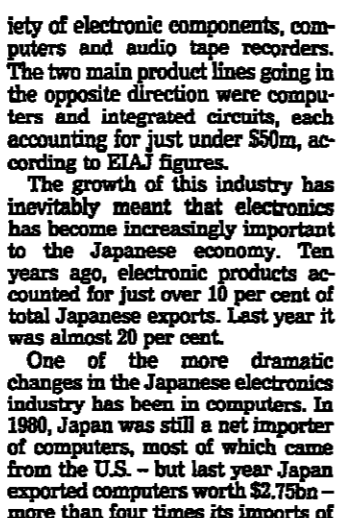 iety of electronic components, com-
puters and audio tape recorders.
The two main product lines going in
the opposite direction were compu-
ters and integrated circuits, each
accounting for just under $50m, ac-
cording to EIAJ figures.
The growth of this industry has
inevitably meant that electronics
has become increasingly important
to the Japanese economy. Ten
years ago, electronic products ac-
counted for just over 10 per cent of
total Japanese exports. Last year it
was almost 20 per cent.
One of the more dramatic
changes in the Japanese electronics
industry has been in computers. In
1980, Japan was still a net importer
of computers, most of which came
from the U.S. – but last year Japan
exported computers worth $2.75bn –
more than four times its imports of